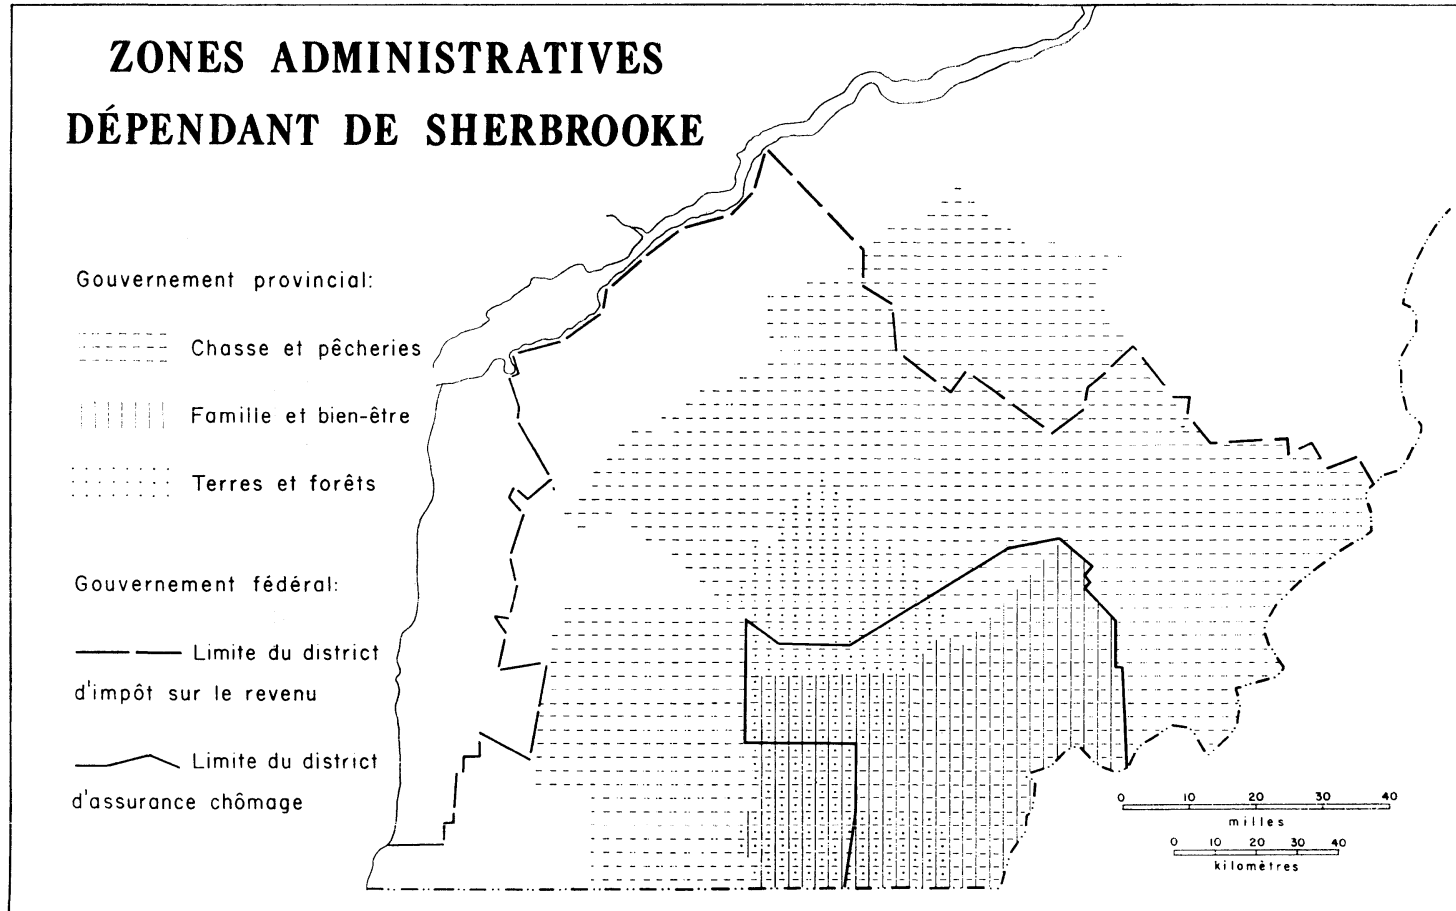 ZONES ADMINISTRATIVES
DÉPENDANT DE SHERBROOKE
Gouvernement provincial:
Chasse et pêcheries
Famille et bien-être
Terres et forêts
Gouvernement fédéral:
Limite du district
d'impôt sur le revenu
Limite du district
d'assurance chômage
0 10 20 30 40
milles
0 10 20 30 40
kilomètres